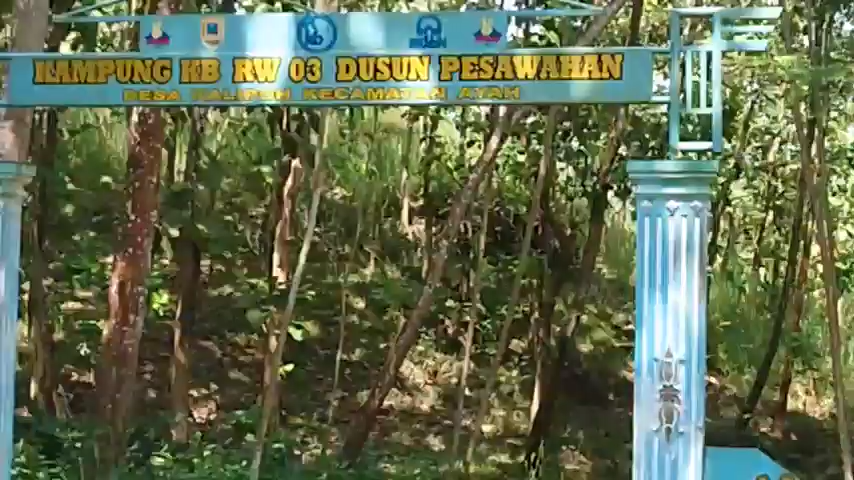 KAMPUNG KB RW 03 DUSUN PESAWAHAN
DESA KALIPOH KECAMATAN AYAH